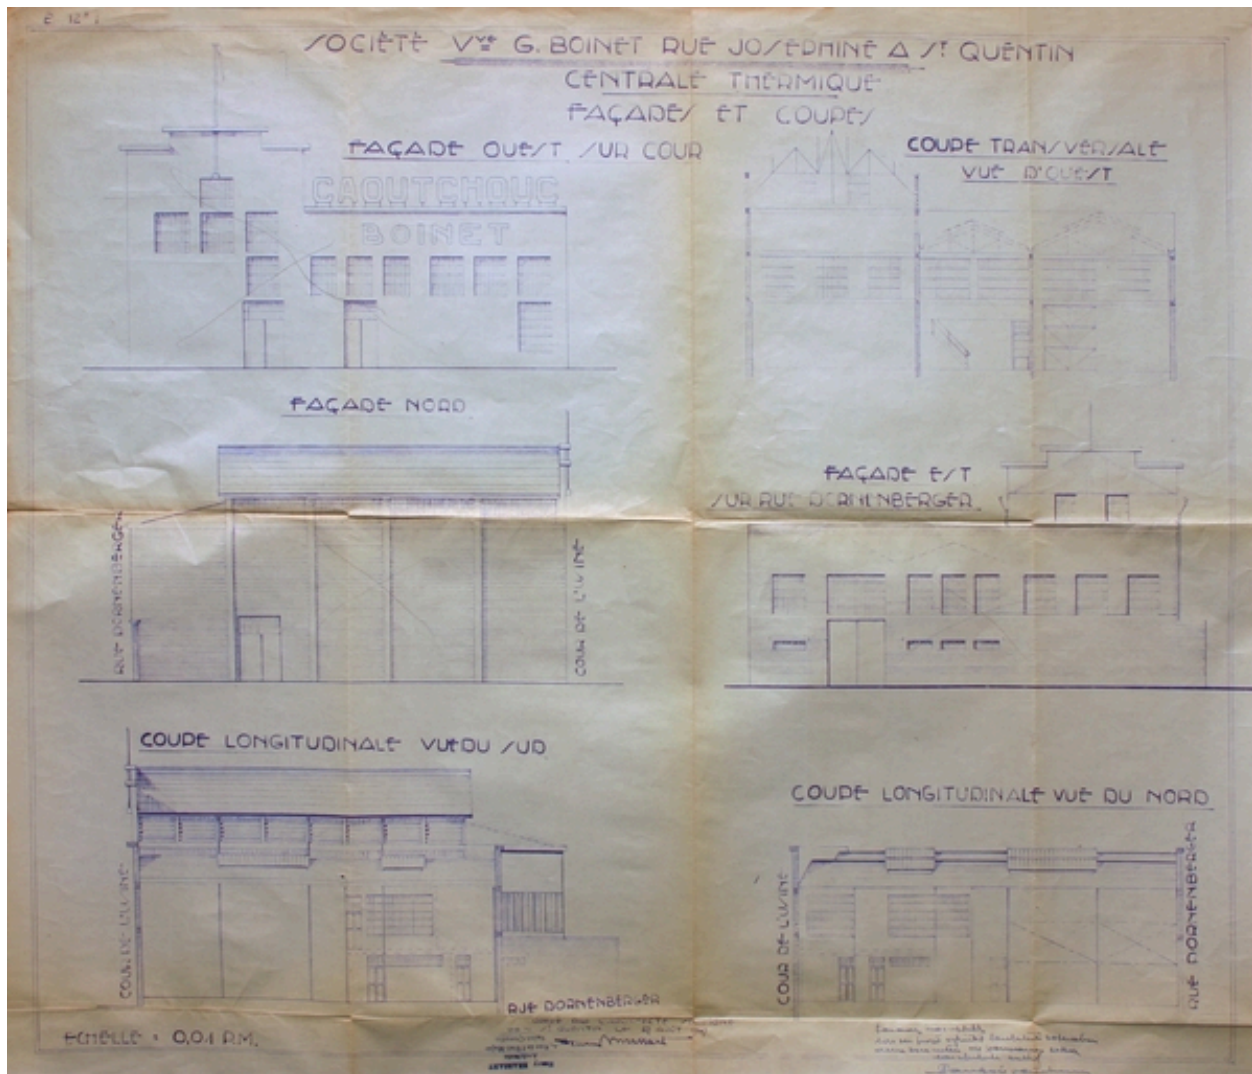 SOCIÉTÉ Vve G. BOINET RUE JOSEPHINE A St QUENTIN
CENTRALE THERMIQUE
FAÇADES ET COUPES
FAÇADE OUEST SUR COUR
CAOUTCHOUC
BOINET
COUPE TRANSVERSALE
VUE D'OUEST
FAÇADE NORD
RUE DORNENBERGER
COUR DE L'USINE
FAÇADE EST
SUR RUE DORNENBERGER
COUPE LONGITUDINALE VUE DU SUD
COUR DE L'USINE
RUE DORNENBERGER
COUPE LONGITUDINALE VUE DU NORD
COUR DE L'USINE
RUE DORNENBERGER
ECHELLE : 0,01 P.M.